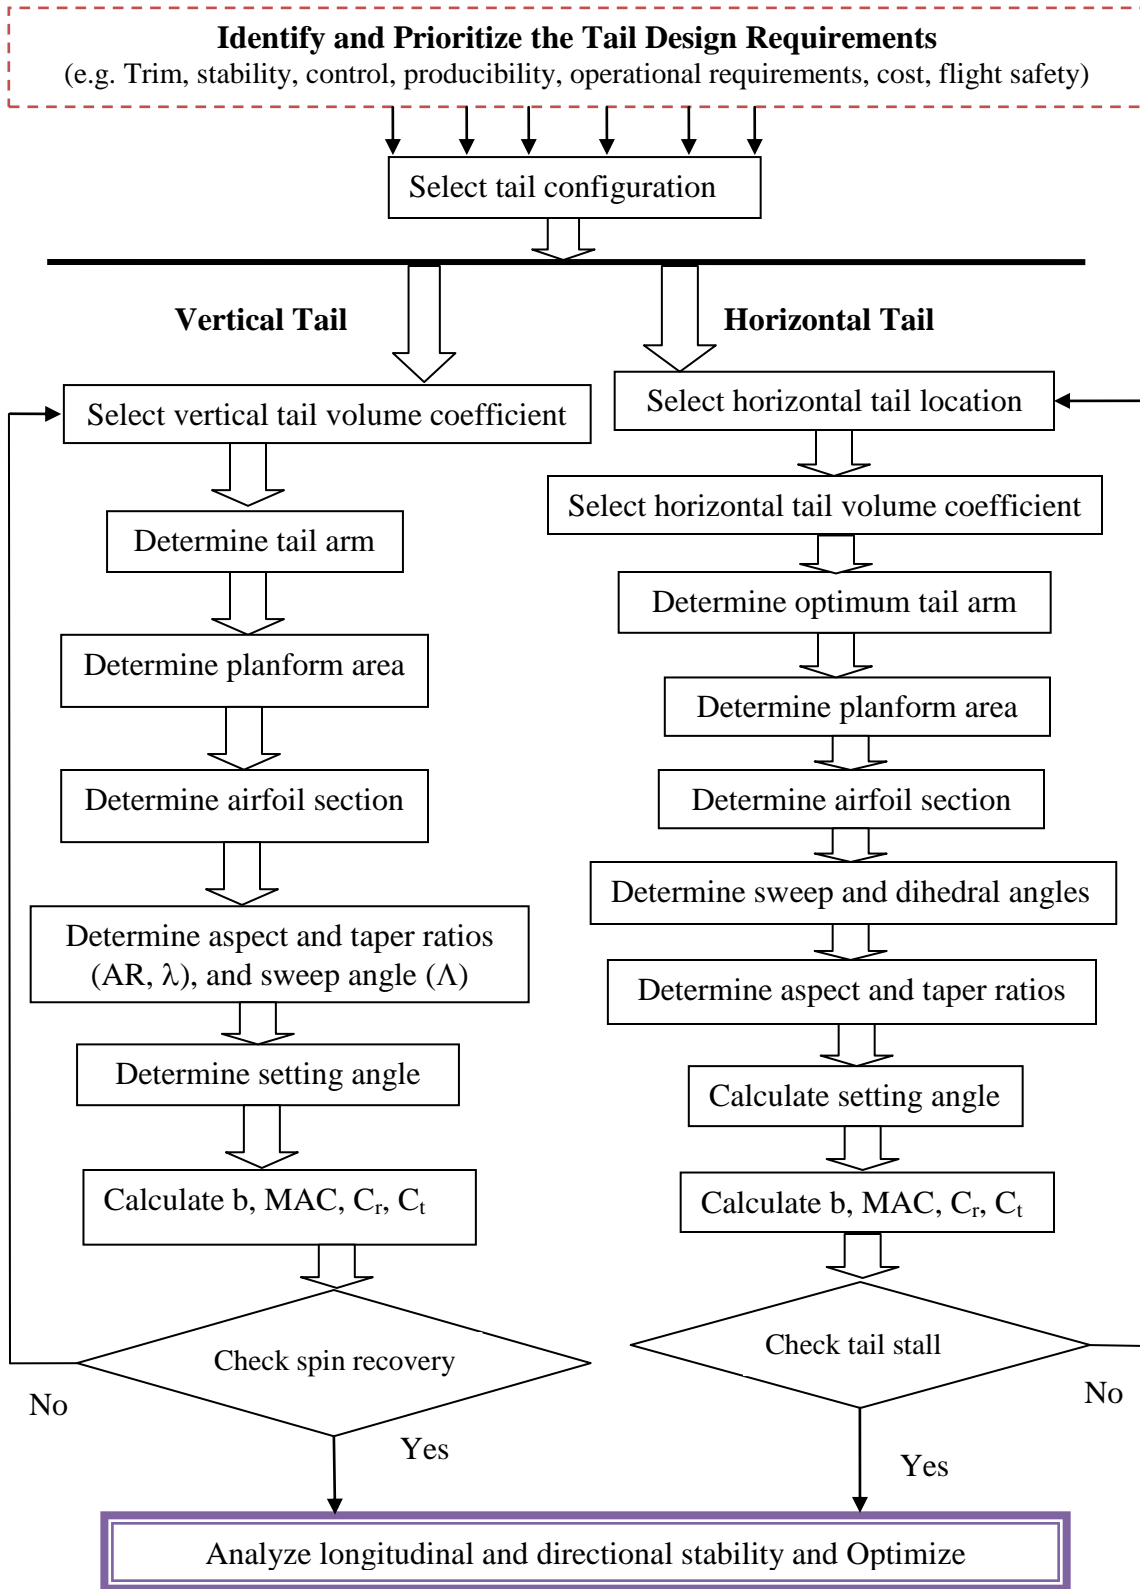 Identify and Prioritize the Tail Design Requirements
(e.g. Trim, stability, control, producibility, operational requirements, cost, flight safety)
Select tail configuration
Vertical Tail
Select vertical tail volume coefficient
Determine tail arm
Determine planform area
Determine airfoil section
Determine aspect and taper ratios
(AR, λ), and sweep angle (Λ)
Determine setting angle
Calculate b, MAC, Cr, Ct
Check spin recovery
No
Yes
Horizontal Tail
Select horizontal tail location
Select horizontal tail volume coefficient
Determine optimum tail arm
Determine planform area
Determine airfoil section
Determine sweep and dihedral angles
Determine aspect and taper ratios
Calculate setting angle
Calculate b, MAC, Cr, Ct
Check tail stall
No
Yes
Analyze longitudinal and directional stability and Optimize